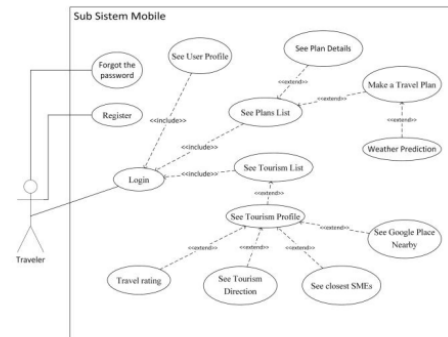 Sub Sistem Mobile
See Plan Details
Forgot the
password
See User Profile
<<extend>>
Make a Travel Plan
<<extend>>
Register
See Plans List
<<include>>
<<extend>>
<<include>>
Weather Prediction
See Tourism List
Login
<<include>>
<<extend>>
See Tourism Profile
<<extend>>
See Google Place
Nearby
<<extend>>
<<extend>>
<<extend>>
Traveler
Travel rating
See Tourism
Direction
See closest SMEs